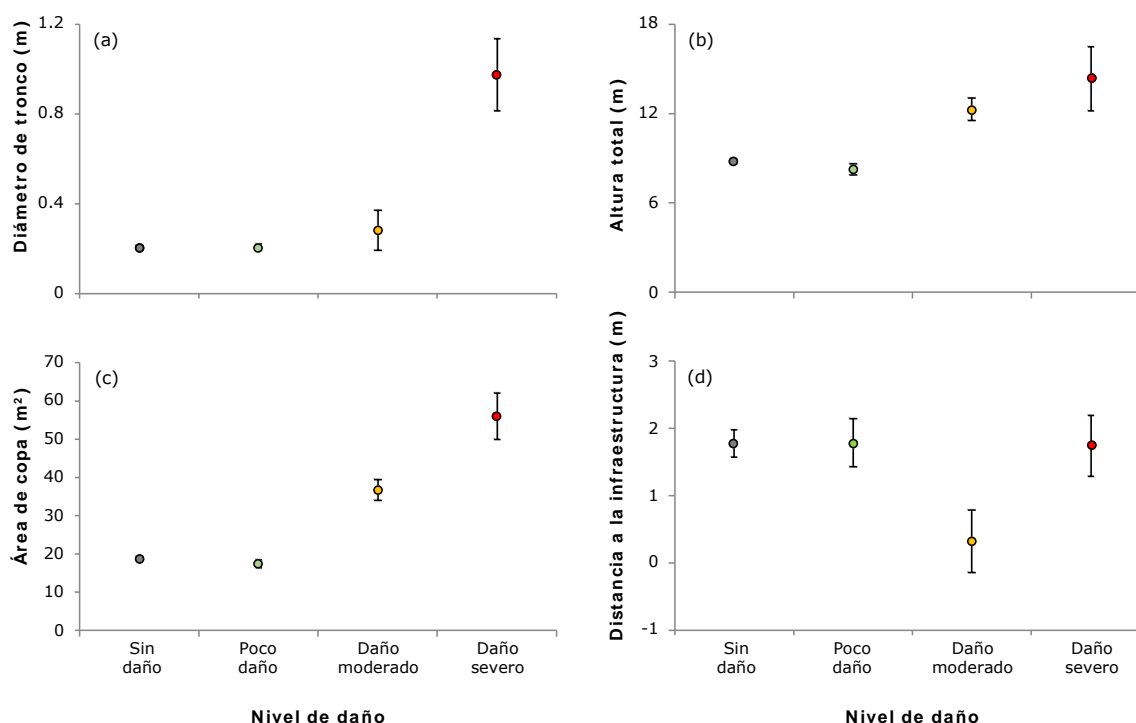 (a)
Diámetro de tronco (m)
1.2
0.8
0.4
0
(b)
Altura total (m)
18
12
6
0
(c)
Área de copa (m²)
70
60
50
40
30
20
10
0
Sin daño
Poco daño
Daño moderado
Daño severo
Nivel de daño
(d)
Distancia a la infraestructura (m)
3
2
1
0
-1
Sin daño
Poco daño
Daño moderado
Daño severo
Nivel de daño